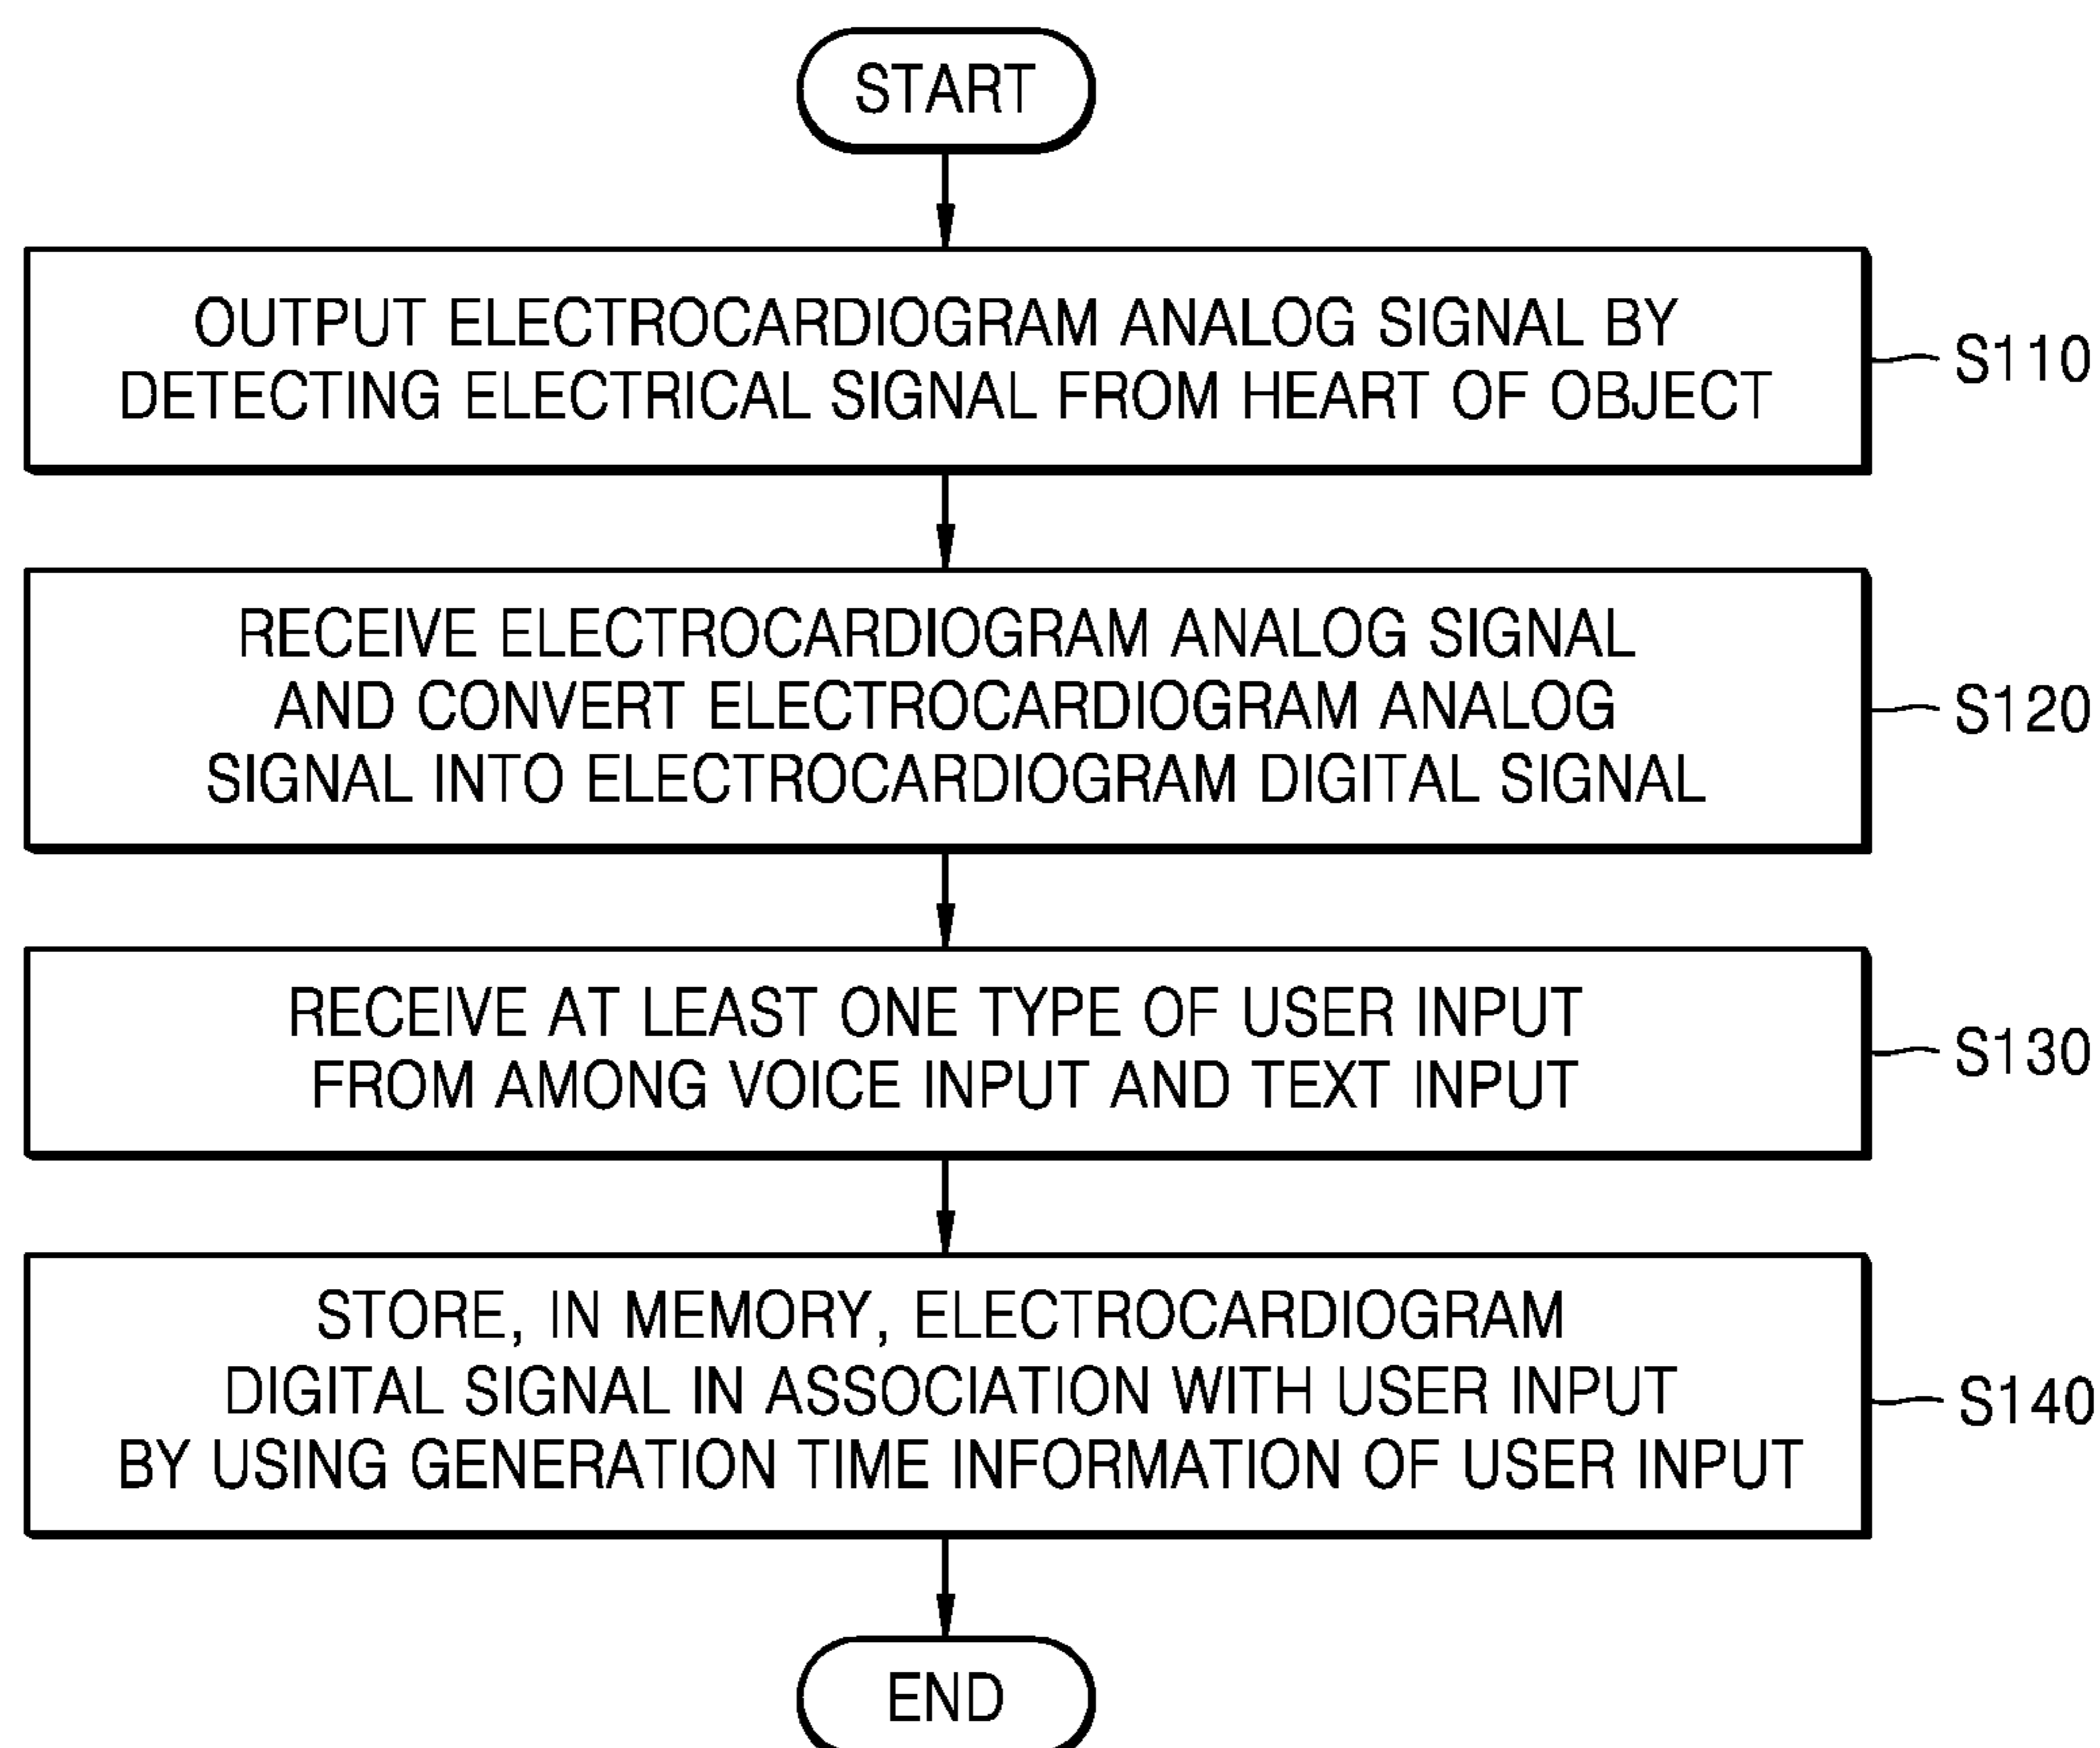 START
OUTPUT ELECTROCARDIOGRAM ANALOG SIGNAL BY
DETECTING ELECTRICAL SIGNAL FROM HEART OF OBJECT
S110
RECEIVE ELECTROCARDIOGRAM ANALOG SIGNAL
AND CONVERT ELECTROCARDIOGRAM ANALOG
SIGNAL INTO ELECTROCARDIOGRAM DIGITAL SIGNAL
S120
RECEIVE AT LEAST ONE TYPE OF USER INPUT
FROM AMONG VOICE INPUT AND TEXT INPUT
S130
STORE, IN MEMORY, ELECTROCARDIOGRAM
DIGITAL SIGNAL IN ASSOCIATION WITH USER INPUT
BY USING GENERATION TIME INFORMATION OF USER INPUT
S140
END